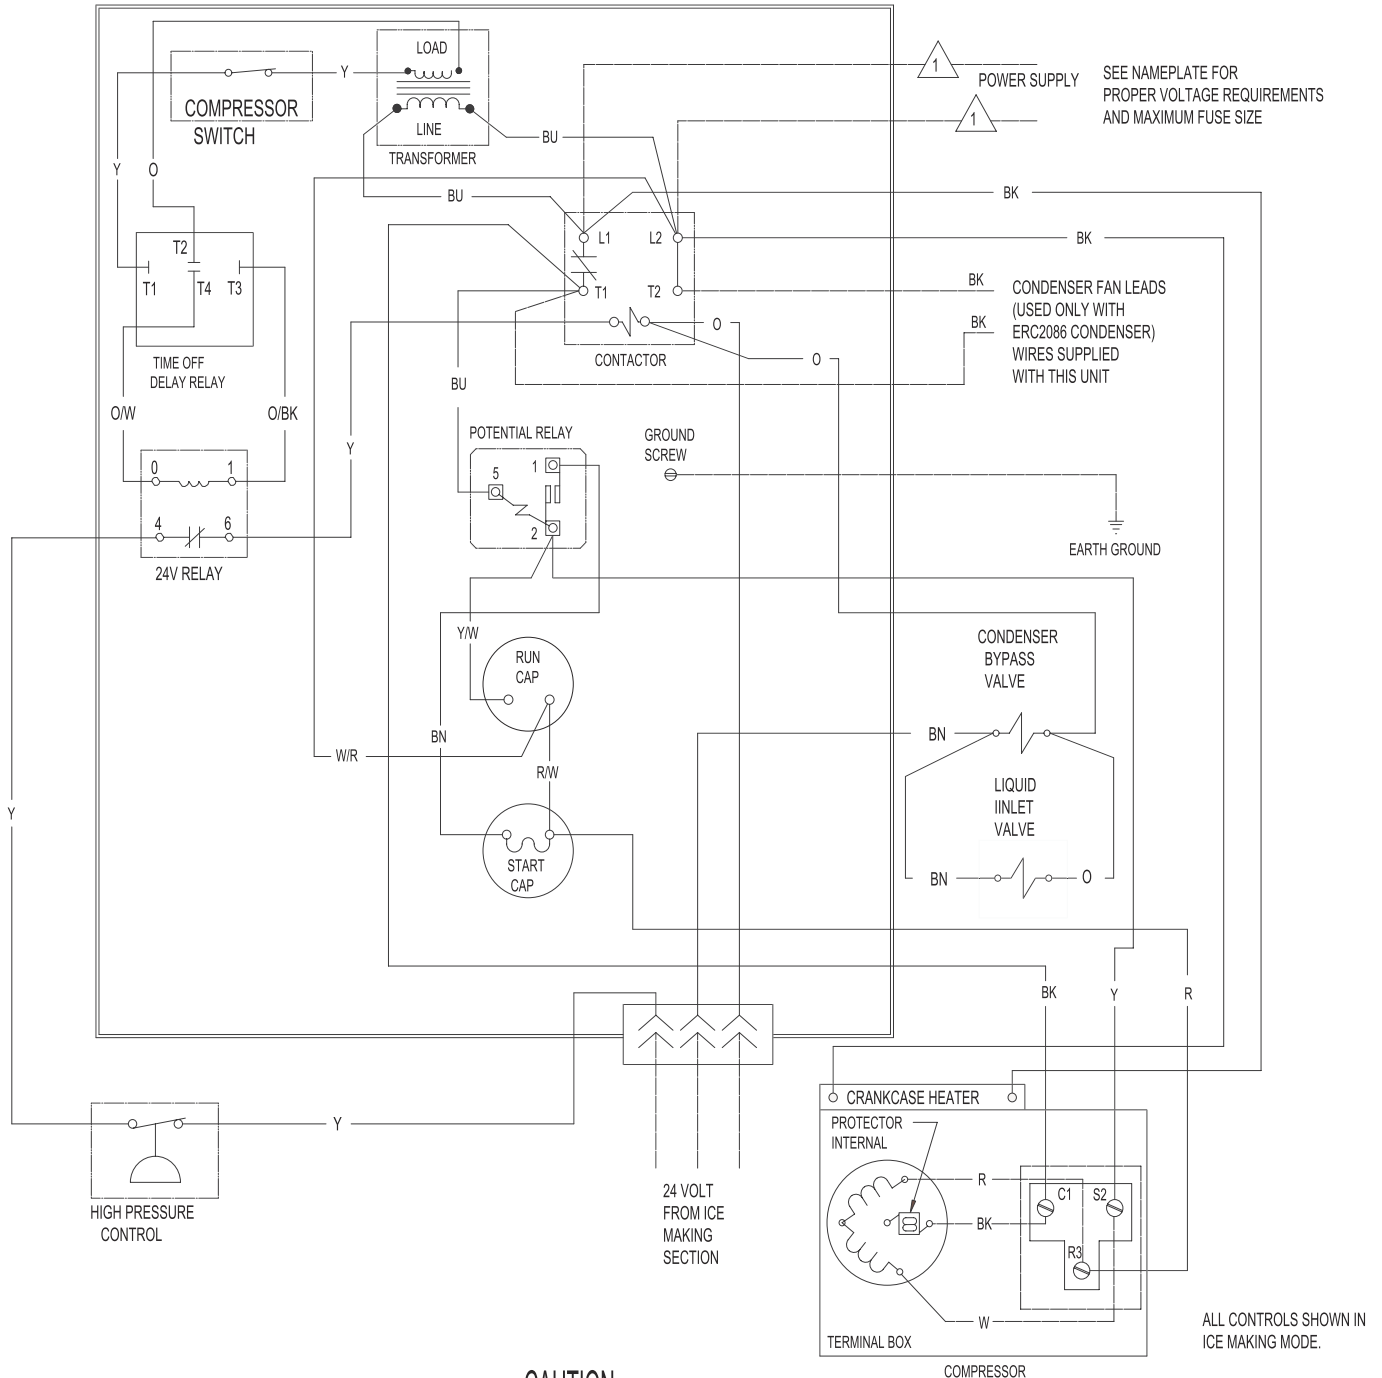 LOAD
Y
COMPRESSOR
SWITCH
LINE
TRANSFORMER
BU
1
POWER SUPPLY
1
SEE NAMEPLATE FOR
PROPER VOLTAGE REQUIREMENTS
AND MAXIMUM FUSE SIZE
Y
O
BU
BK
L1
L2
BK
T2
T1
T4
T3
T1
T2
BK
BK
CONDENSER FAN LEADS
(USED ONLY WITH
ERC2086 CONDENSER)
WIRES SUPPLIED
WITH THIS UNIT
O
O
CONTACTOR
TIME OFF
DELAY RELAY
BU
O/W
O/BK
Y
POTENTIAL RELAY
GROUND
SCREW
1
5
2
0
1
4
6
24V RELAY
EARTH GROUND
Y/W
RUN
CAP
CONDENSER
BYPASS
VALVE
BN
W/R
R/W
BN
LIQUID
IINLET
VALVE
Y
START
CAP
BN
O
BK
Y
R
CRANKCASE HEATER
PROTECTOR
INTERNAL
Y
HIGH PRESSURE
CONTROL
24 VOLT
FROM ICE
MAKING
SECTION
R
BK
C1
S2
R3
W
TERMINAL BOX
COMPRESSOR
ALL CONTROLS SHOWN IN
ICE MAKING MODE.
CAUTION